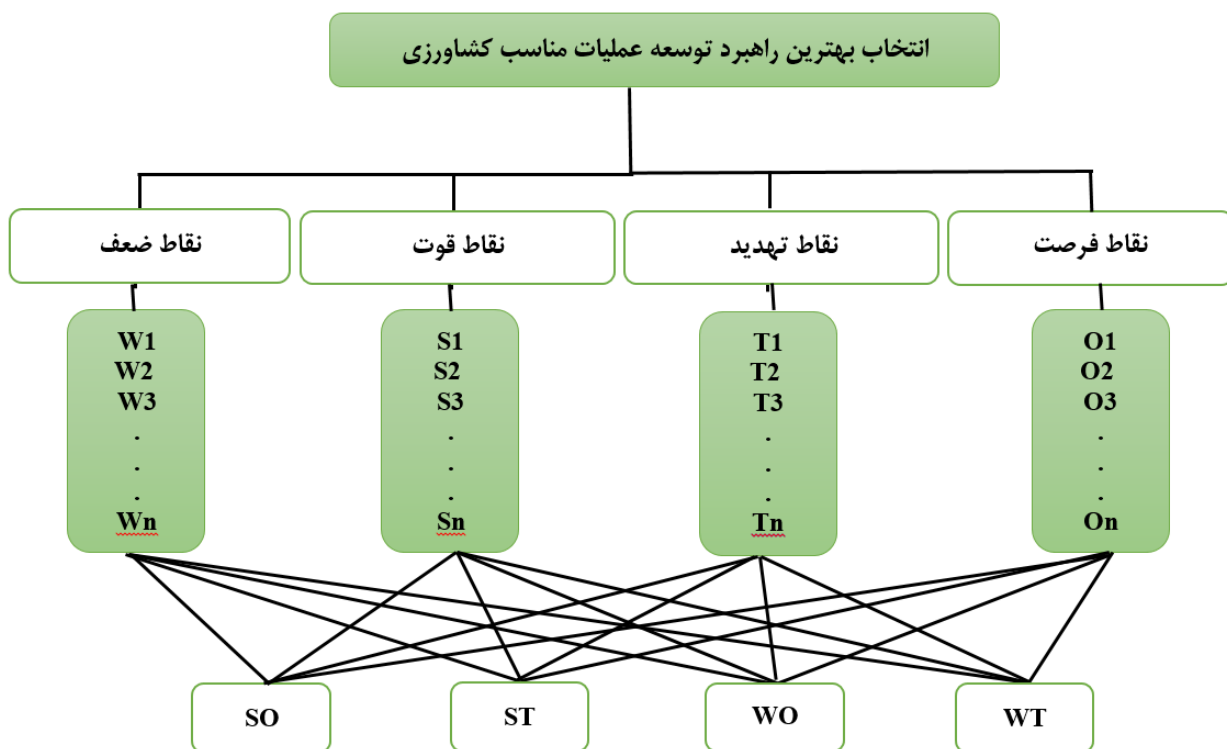 انتخاب بهترین راهبرد توسعه عملیات مناسب کشاورزی
نقاط فرصت
نقاط تهدید
نقاط قوت
نقاط ضعف
O1
O2
O3
.
.
.
On
T1
T2
T3
.
.
.
Tn
S1
S2
S3
.
.
.
Sn
W1
W2
W3
.
.
.
Wn
SO
ST
WO
WT